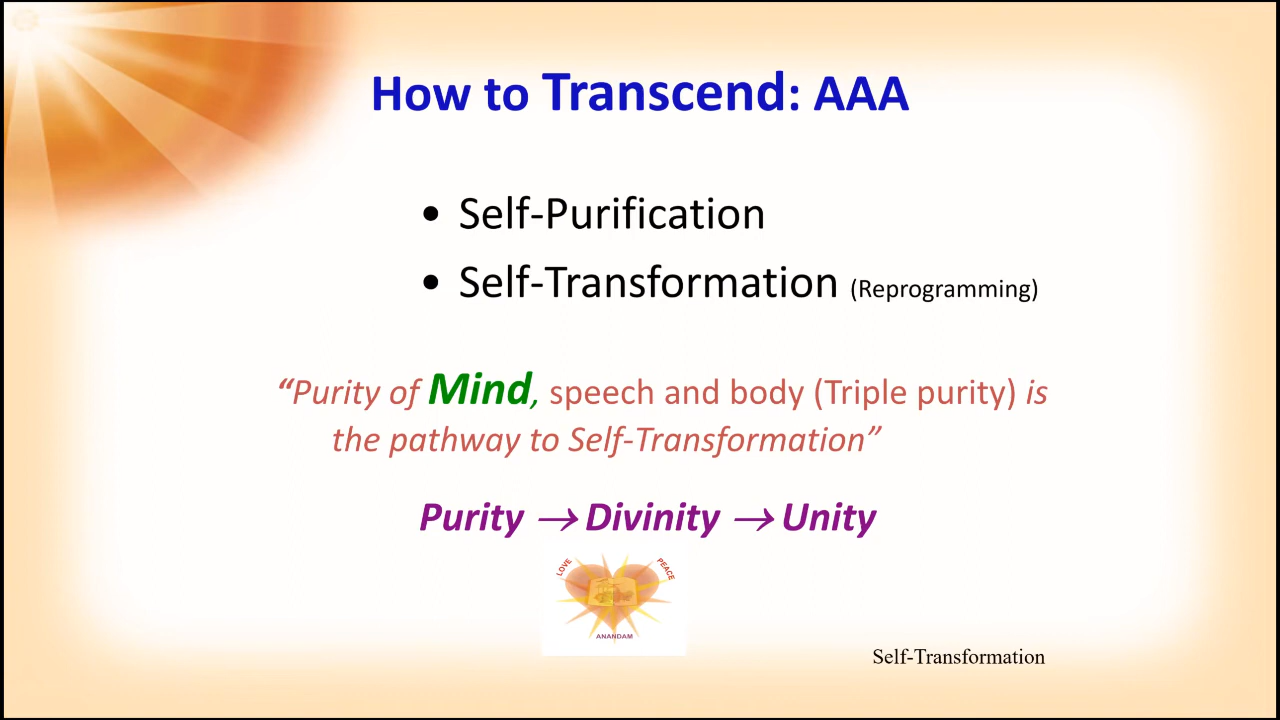 How to Transcend: AAA
• Self-Purification
• Self-Transformation (Reprogramming)
“Purity of Mind, speech and body (Triple purity) is
the pathway to Self-Transformation”
Purity → Divinity → Unity
LOVE
PEACE
ANANDAM
Self-Transformation